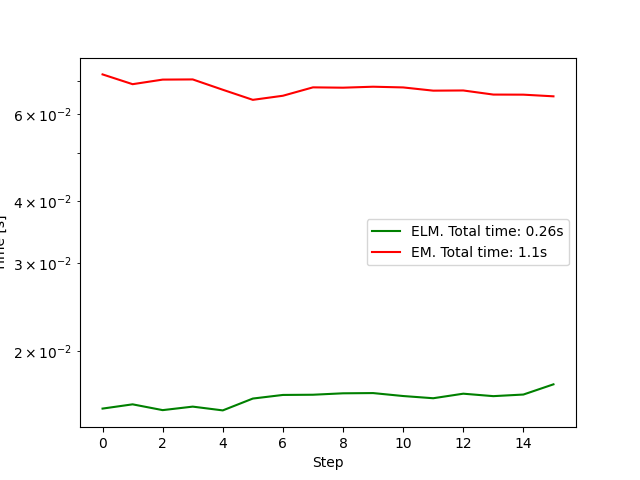 6 × 10⁻²
4 × 10⁻²
3 × 10⁻²
2 × 10⁻²
Time [s]
ELM. Total time: 0.26s
EM. Total time: 1.1s
0 2 4 6 8 10 12 14
Step